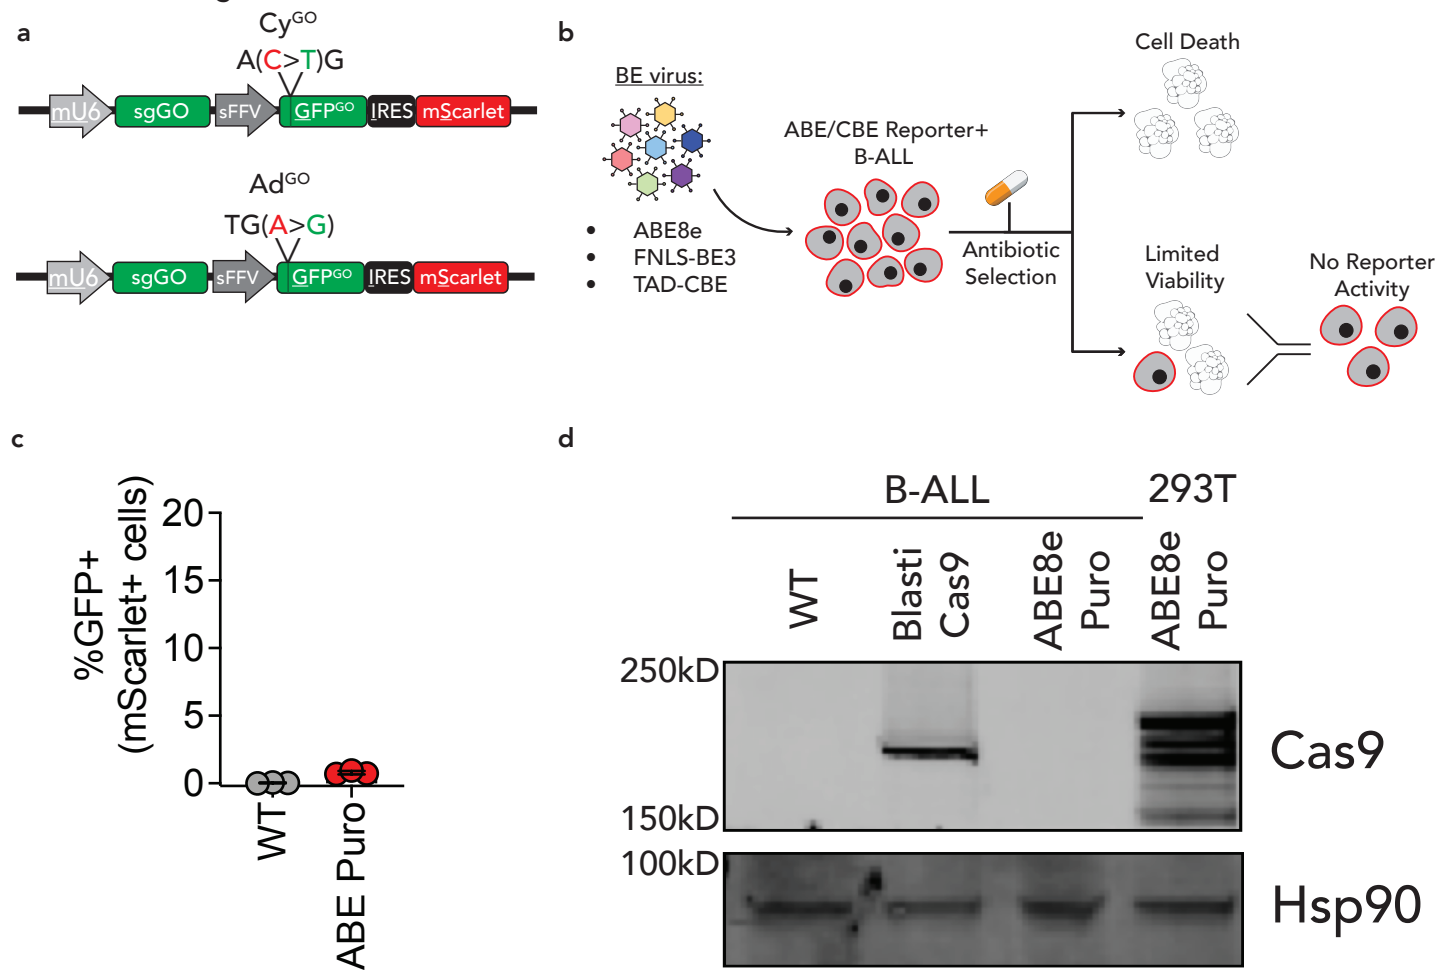 a
Cy^GO
A(C>T)G
mU6 sgGO sFFV GFP^GO IRES mScarlet
Ad^GO
TG(A>G)
mU6 sgGO sFFV GFP^GO IRES mScarlet
b
BE virus:
• ABE8e
• FNLS-BE3
• TAD-CBE
ABE/CBE Reporter+
B-ALL
Antibiotic
Selection
Cell Death
Limited
Viability
No Reporter
Activity
c
%GFP+
(mScarlet+ cells)
20
15
10
5
0
WT
ABE Puro
d
B-ALL
293T
WT
Blasti
Cas9
ABE8e
Puro
ABE8e
Puro
250kD
150kD
Cas9
100kD
Hsp90